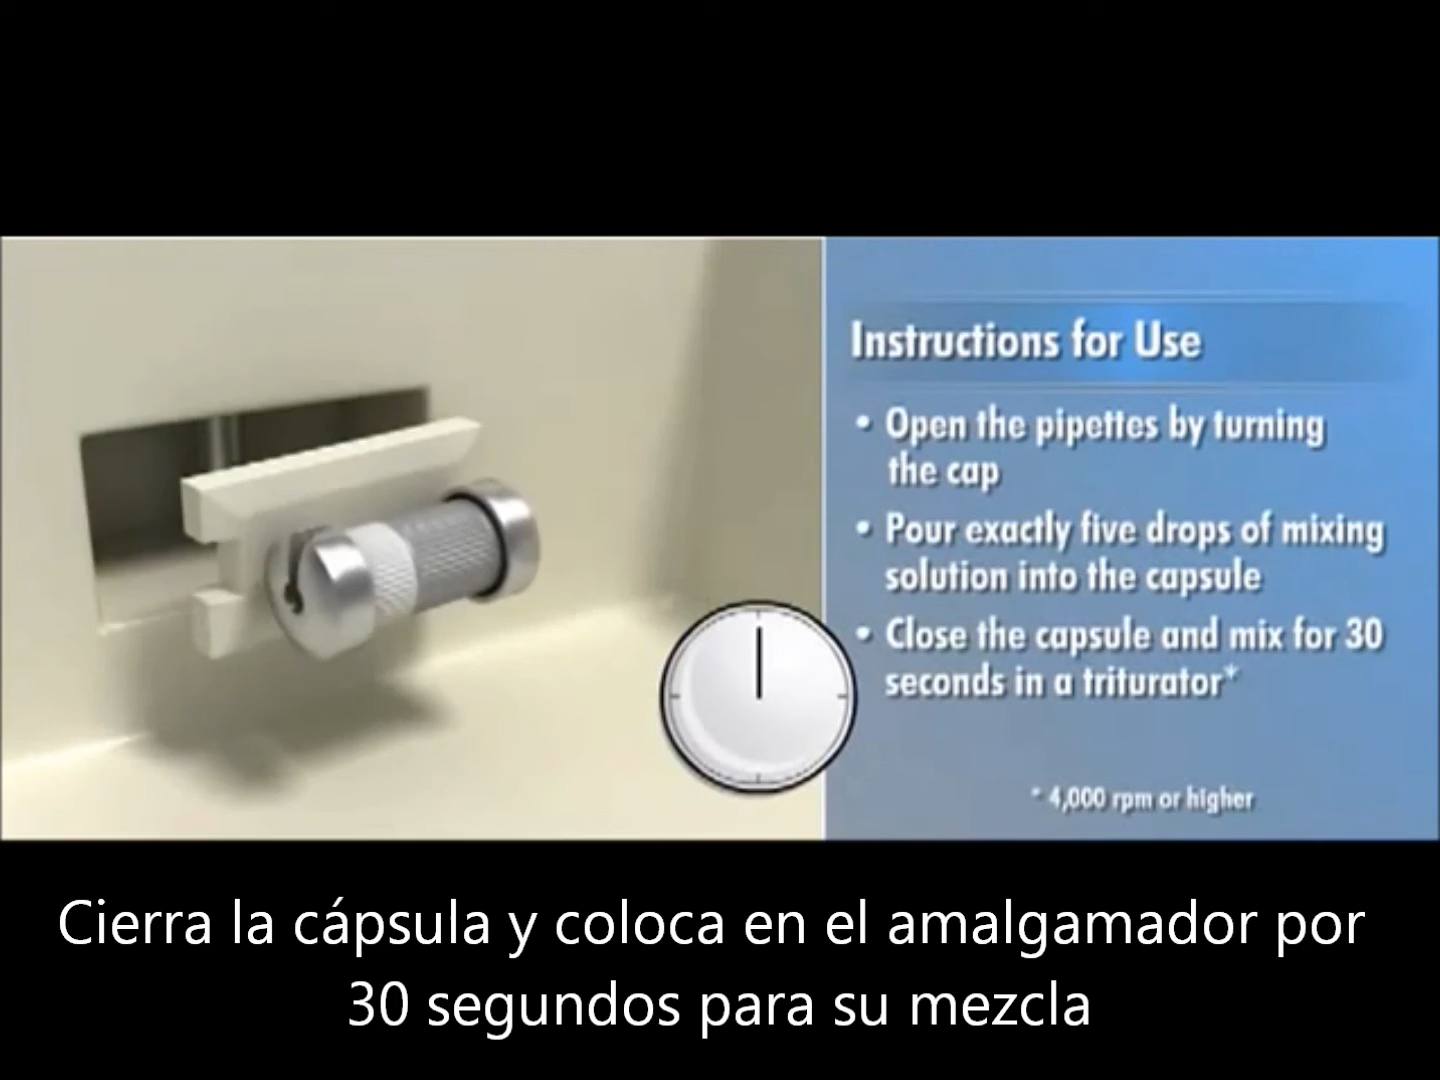 Instructions for Use
• Open the pipettes by turning
the cap
• Pour exactly five drops of mixing
solution into the capsule
• Close the capsule and mix for 30
seconds in a triturator*
* 4,000 rpm or higher
Cierra la cápsula y coloca en el amalgamador por
30 segundos para su mezcla